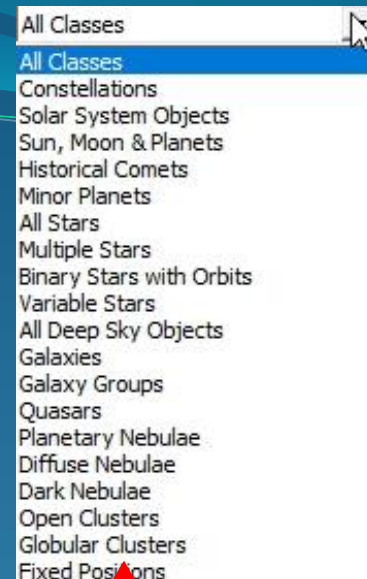 All Classes
All Classes
Constellations
Solar System Objects
Sun, Moon & Planets
Historical Comets
Minor Planets
All Stars
Multiple Stars
Binary Stars with Orbits
Variable Stars
All Deep Sky Objects
Galaxies
Galaxy Groups
Quasars
Planetary Nebulae
Diffuse Nebulae
Dark Nebulae
Open Clusters
Globular Clusters
Fixed Positions